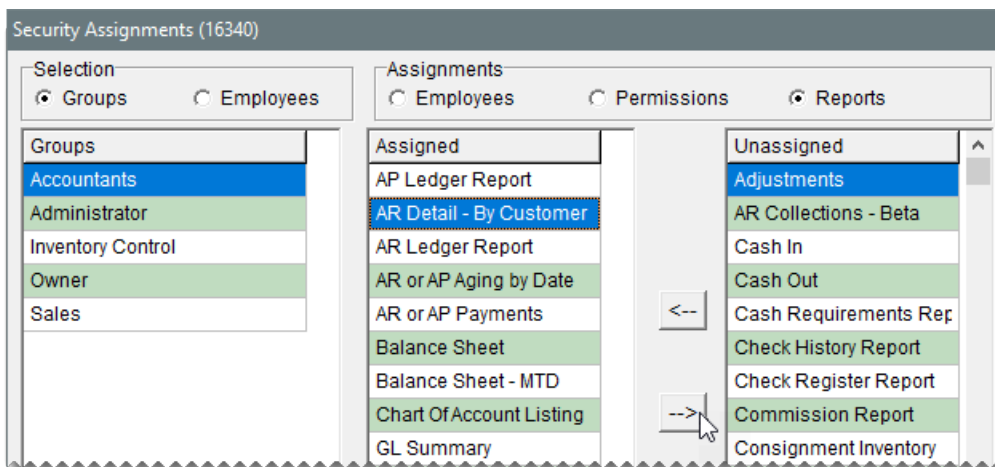 Security Assignments (16340)
Selection
Groups
Employees
Assignments
Employees
Permissions
Reports
Groups
Accountants
Administrator
Inventory Control
Owner
Sales
Assigned
AP Ledger Report
AR Detail - By Customer
AR Ledger Report
AR or AP Aging by Date
AR or AP Payments
Balance Sheet
Balance Sheet - MTD
Chart Of Account Listing
GL Summary
<--
-->
Unassigned
Adjustments
AR Collections - Beta
Cash In
Cash Out
Cash Requirements Rep
Check History Report
Check Register Report
Commission Report
Consignment Inventory